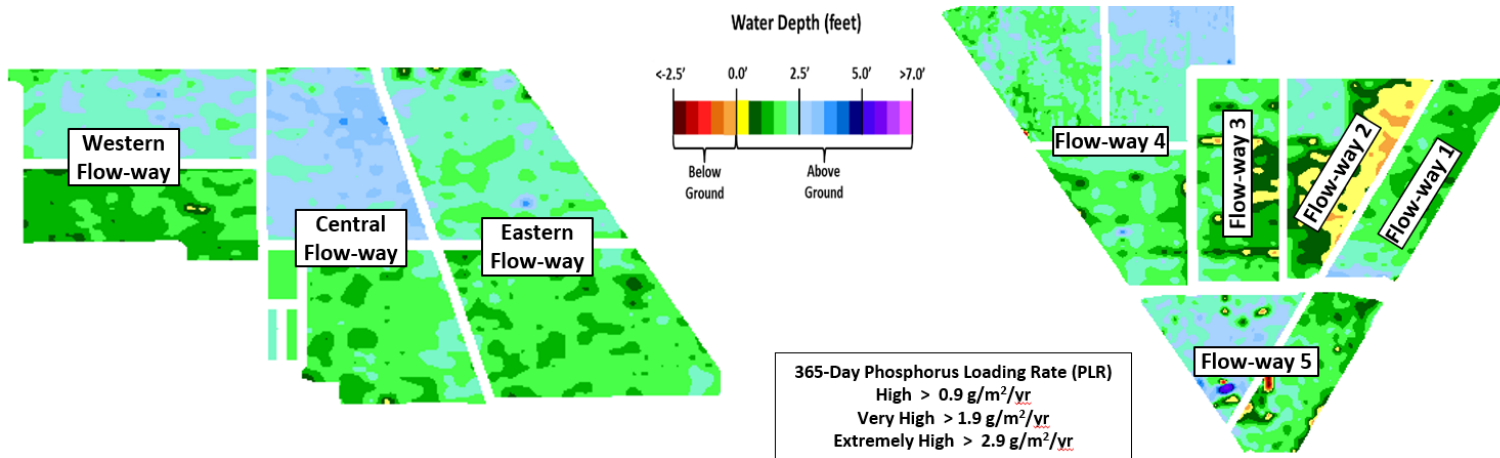 Water Depth (feet)
<-2.5' 0.0' 2.5' 5.0' >7.0'
Below
Ground
Above
Ground
Western
Flow-way
Central
Flow-way
Eastern
Flow-way
Flow-way 4
Flow-way 3
Flow-way 2
Flow-way 1
Flow-way 5
365-Day Phosphorus Loading Rate (PLR)
High > 0.9 g/m²/yr
Very High > 1.9 g/m²/yr
Extremely High > 2.9 g/m²/yr